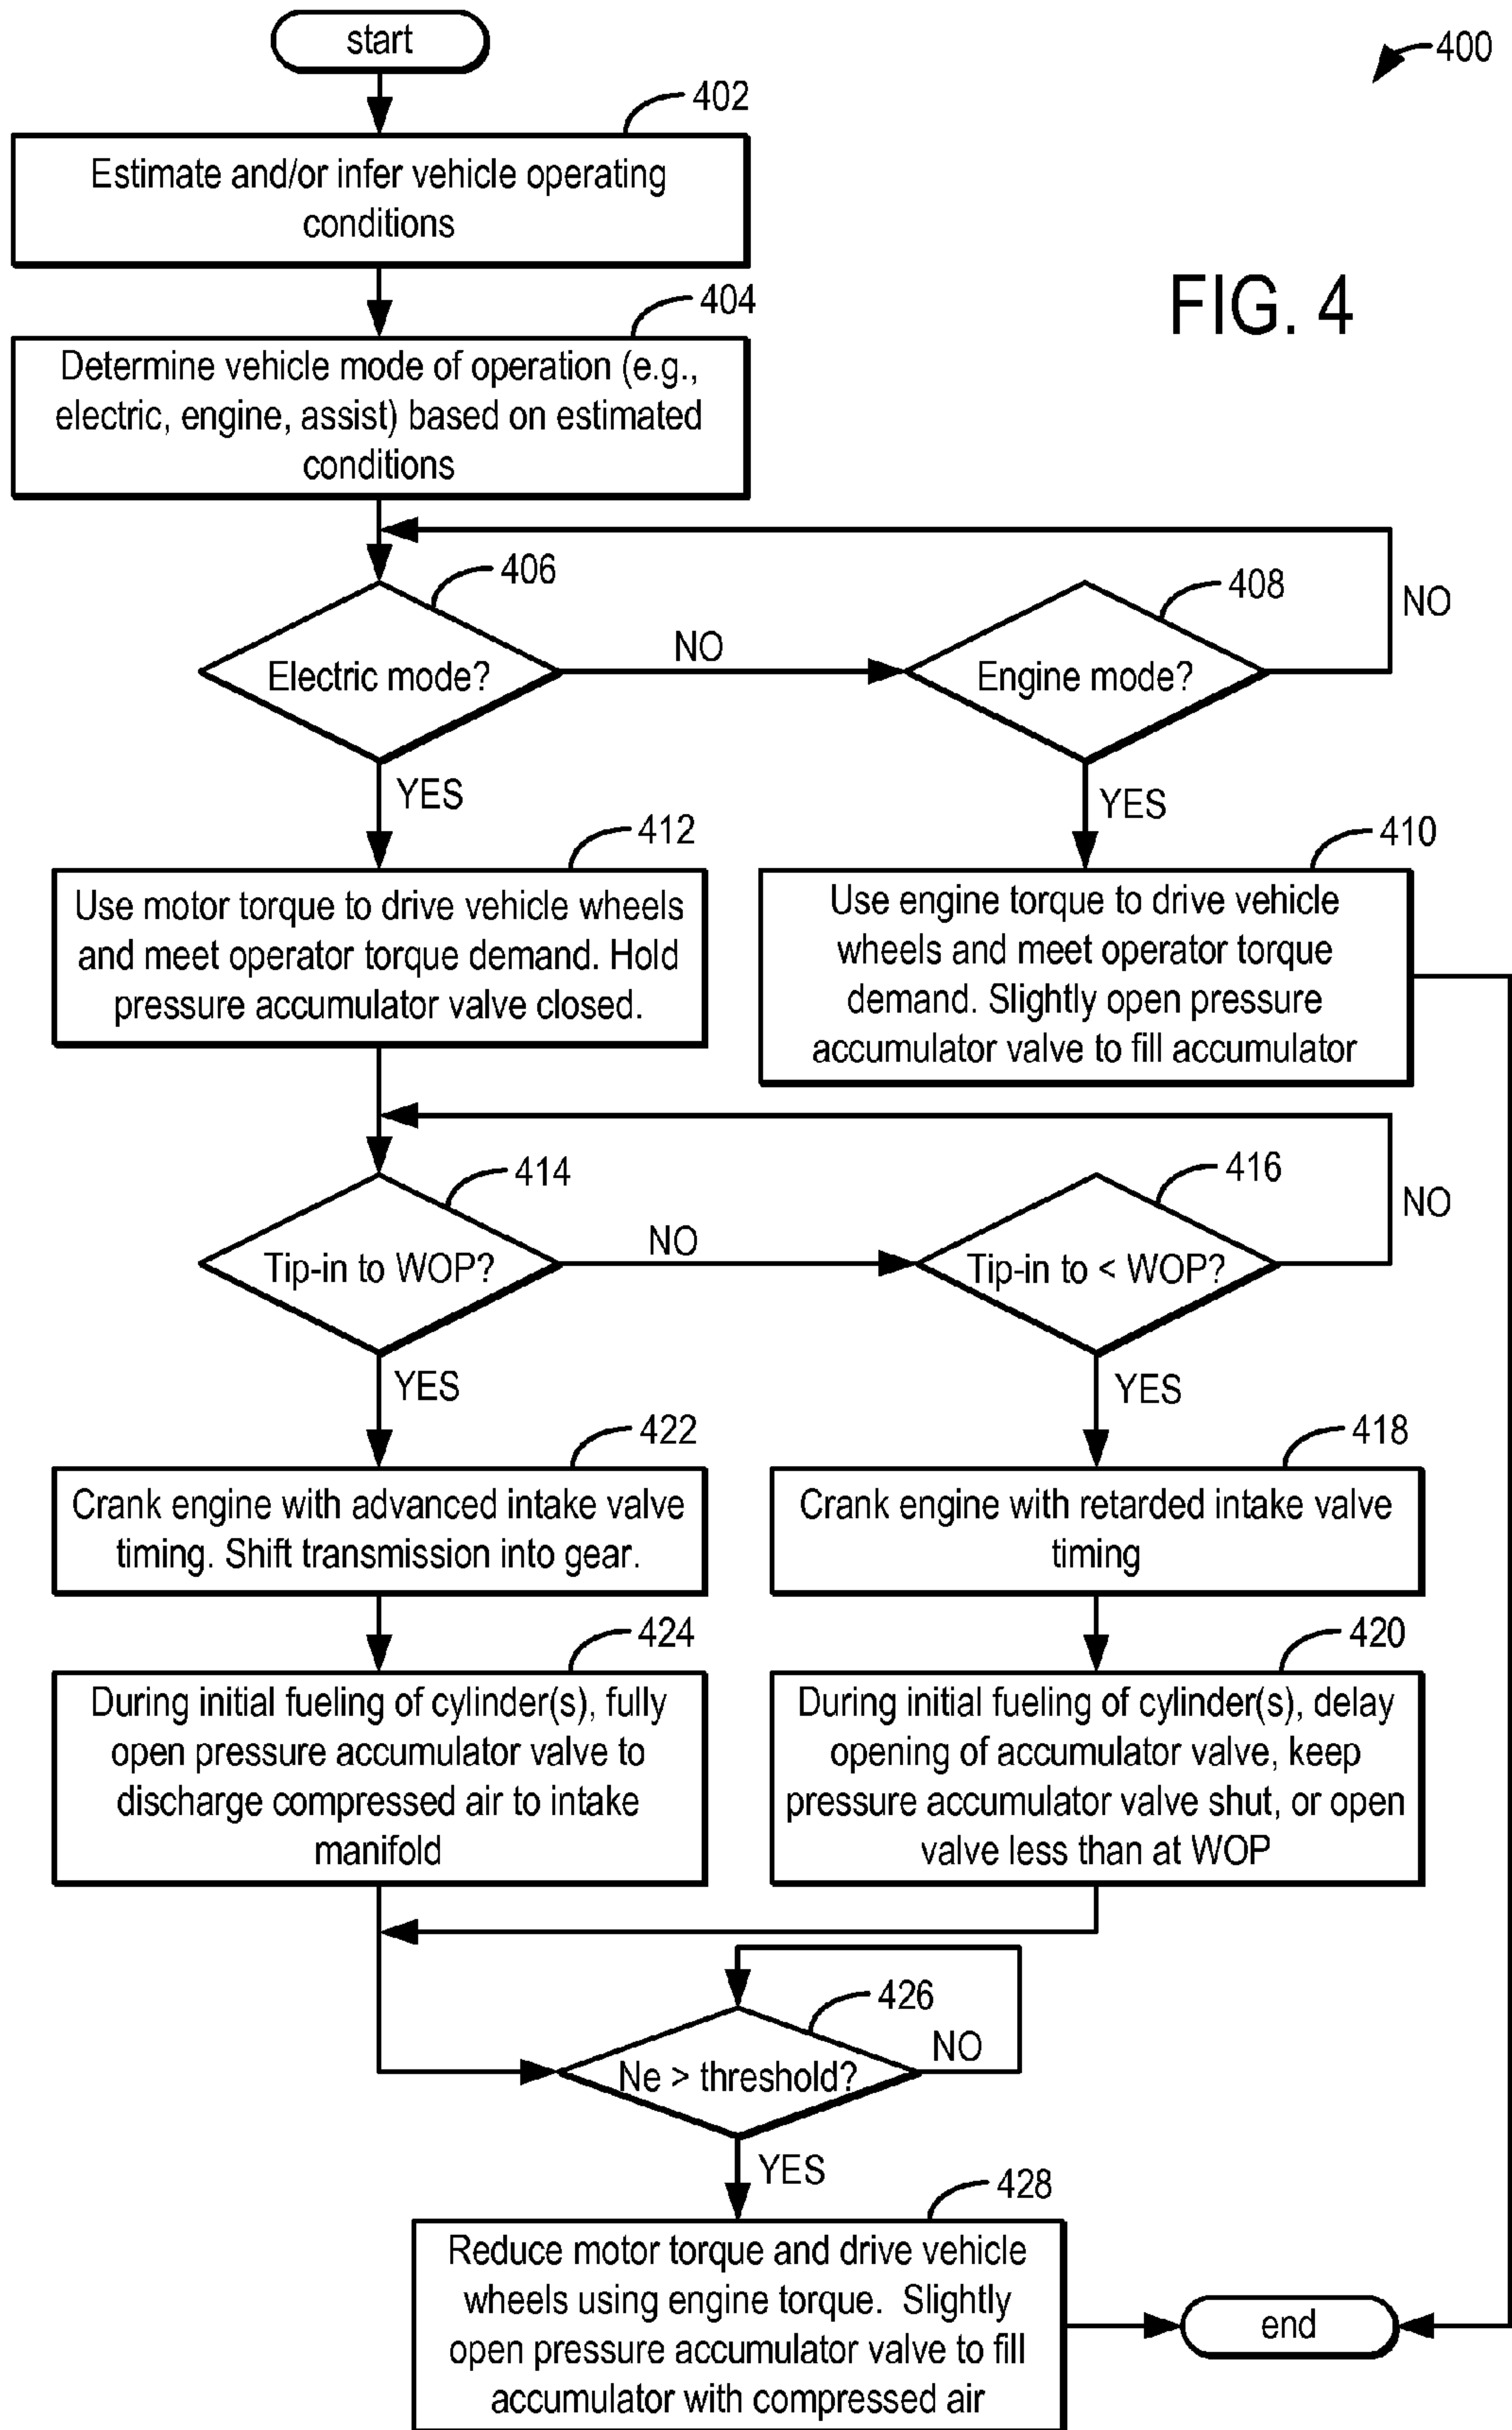 start
400
402
Estimate and/or infer vehicle operating
conditions
FIG. 4
404
Determine vehicle mode of operation (e.g.,
electric, engine, assist) based on estimated
conditions
406
Electric mode?
NO
408
Engine mode?
NO
YES
YES
412
Use motor torque to drive vehicle wheels
and meet operator torque demand. Hold
pressure accumulator valve closed.
410
Use engine torque to drive vehicle
wheels and meet operator torque
demand. Slightly open pressure
accumulator valve to fill accumulator
414
Tip-in to WOP?
NO
416
Tip-in to < WOP?
NO
YES
YES
422
Crank engine with advanced intake valve
timing. Shift transmission into gear.
418
Crank engine with retarded intake valve
timing
424
During initial fueling of cylinder(s), fully
open pressure accumulator valve to
discharge compressed air to intake
manifold
420
During initial fueling of cylinder(s), delay
opening of accumulator valve, keep
pressure accumulator valve shut, or open
valve less than at WOP
426
Ne > threshold?
NO
YES
428
Reduce motor torque and drive vehicle
wheels using engine torque. Slightly
open pressure accumulator valve to fill
accumulator with compressed air
end